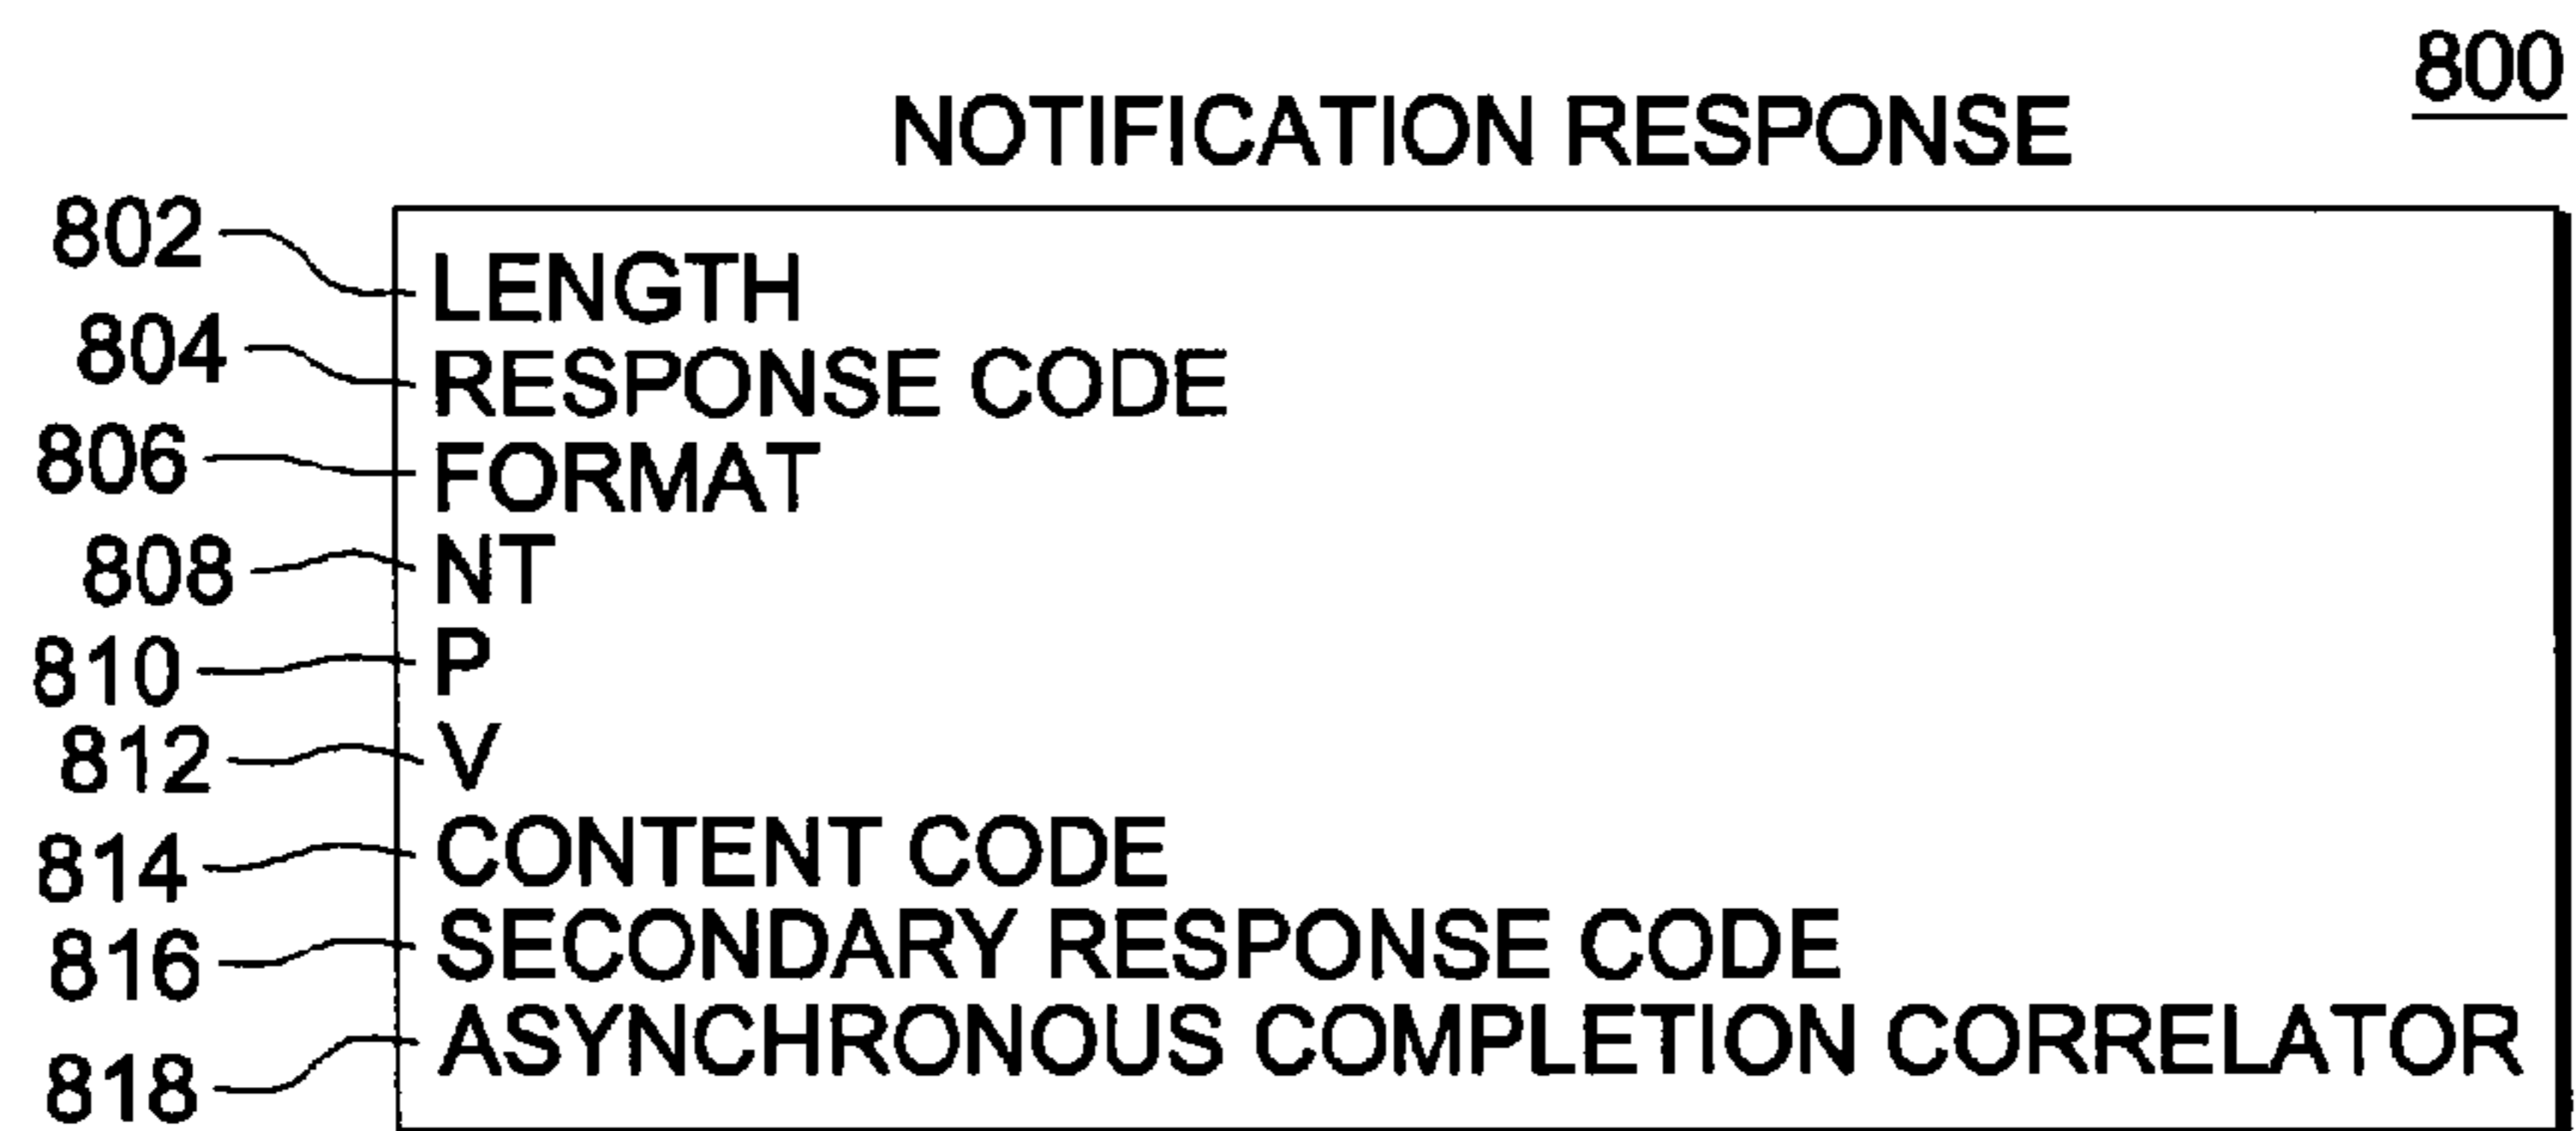 800
NOTIFICATION RESPONSE
802 LENGTH
804 RESPONSE CODE
806 FORMAT
808 NT
810 P
812 V
814 CONTENT CODE
816 SECONDARY RESPONSE CODE
818 ASYNCHRONOUS COMPLETION CORRELATOR